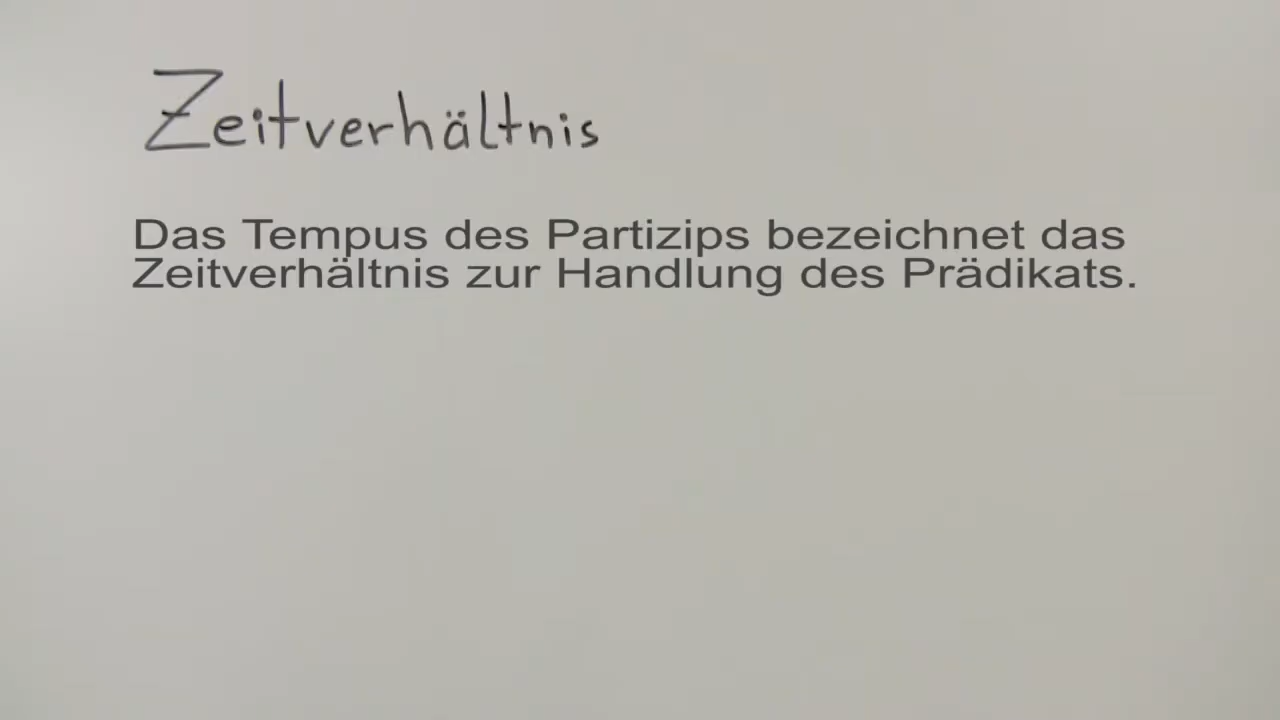 Zeitverhältnis
Das Tempus des Partizips bezeichnet das
Zeitverhältnis zur Handlung des Prädikats.